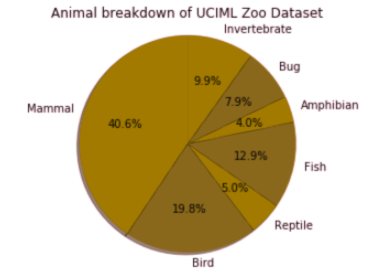 Animal breakdown of UCIML Zoo Dataset
Invertebrate
9.9%
Bug
7.9%
Amphibian
4.0%
Mammal
40.6%
Fish
12.9%
Reptile
5.0%
Bird
19.8%